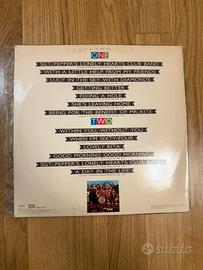 ONE
SGT. PEPPER'S LONELY HEARTS CLUB BAND
WITH A LITTLE HELP FROM MY FRIENDS
LUCY IN THE SKY WITH DIAMONDS
GETTING BETTER
FIXING A HOLE
SHE'S LEAVING HOME
BEING FOR THE BENEFIT OF MR. KITE
TWO
WITHIN YOU WITHOUT YOU
WHEN I'M SIXTY-FOUR
LOVELY RITA
GOOD MORNING GOOD MORNING
SGT. PEPPER'S LONELY HEARTS CLUB BAND
A DAY IN THE LIFE
EMI
subito